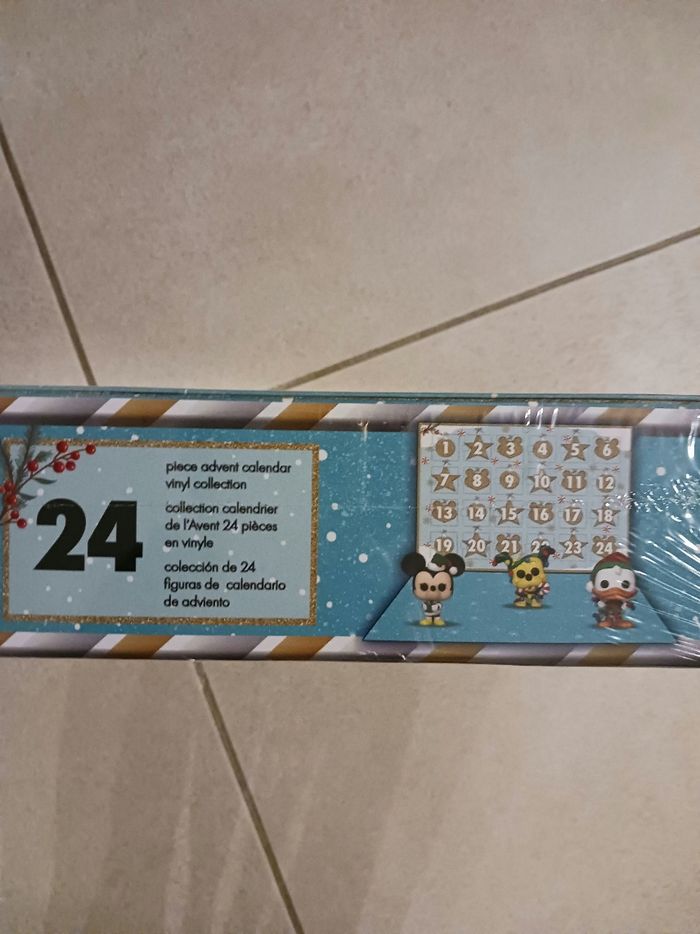 24
piece advent calendar
vinyl collection
collection calendrier
de l'Avent 24 pièces
en vinyle
colección de 24
figuras de calendario
de adviento
1 2 3 4 5 6
7 8 9 10 11 12
13 14 15 16 17 18
19 20 21 22 23 24